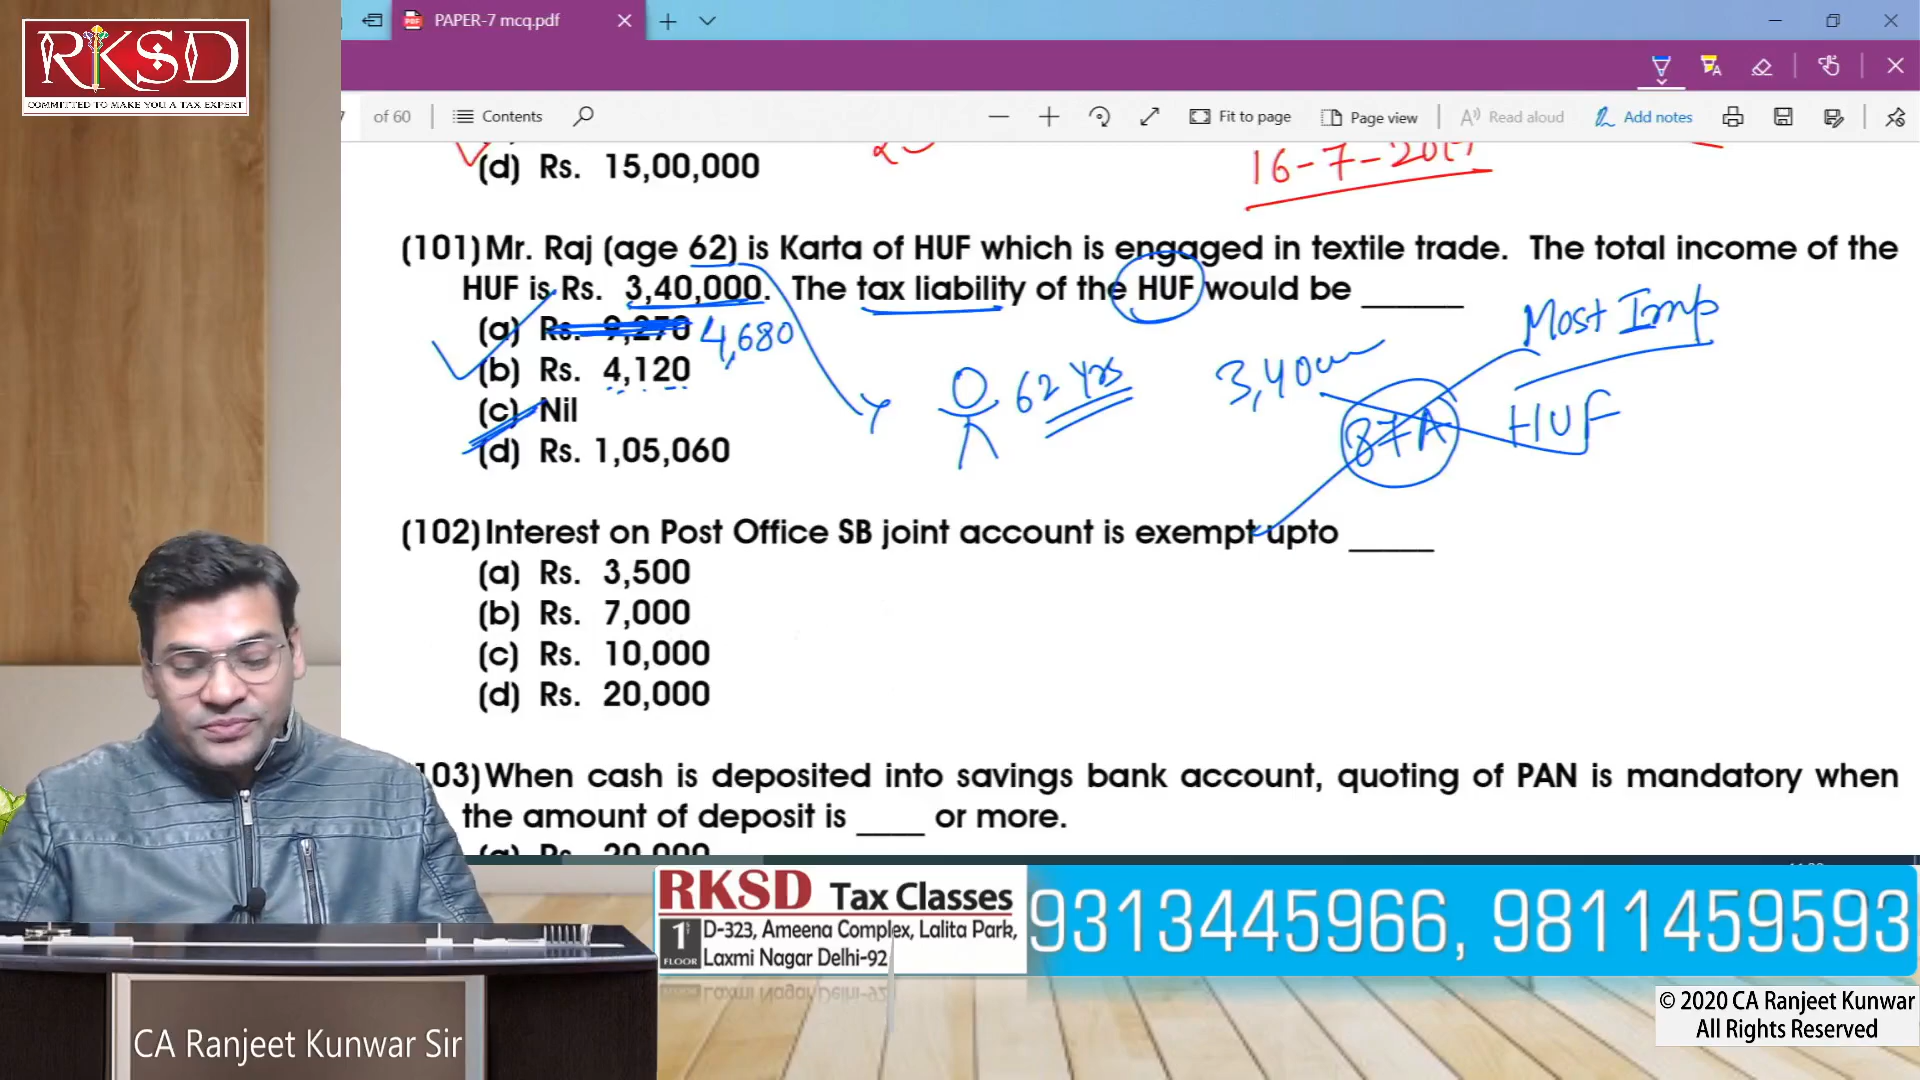 PAPER-7 mcq.pdf
RKSD
COMMITTED TO MAKE YOU A TAX EXPERT
of 60
Contents
Fit to page
Page view
Read aloud
Add notes
(d) Rs. 15,00,000
(101) Mr. Raj (age 62) is Karta of HUF which is engaged in textile trade. The total income of the
HUF is Rs. 3,40,000. The tax liability of the HUF would be ______
Most Imp
(a) Rs. 9,270 4,680
(b) Rs. 4,120
62 Yrs
87A
HUF
(c) Nil
(d) Rs. 1,05,060
(102) Interest on Post Office SB joint account is exempt upto _____
(a) Rs. 3,500
(b) Rs. 7,000
(c) Rs. 10,000
(d) Rs. 20,000
103) When cash is deposited into savings bank account, quoting of PAN is mandatory when
the amount of deposit is ____ or more.
RKSD Tax Classes
1ST FLOOR
D-323, Ameena Complex, Lalita Park,
Laxmi Nagar Delhi-92
9313445966, 9811459593
© 2020 CA Ranjeet Kunwar
All Rights Reserved
CA Ranjeet Kunwar Sir